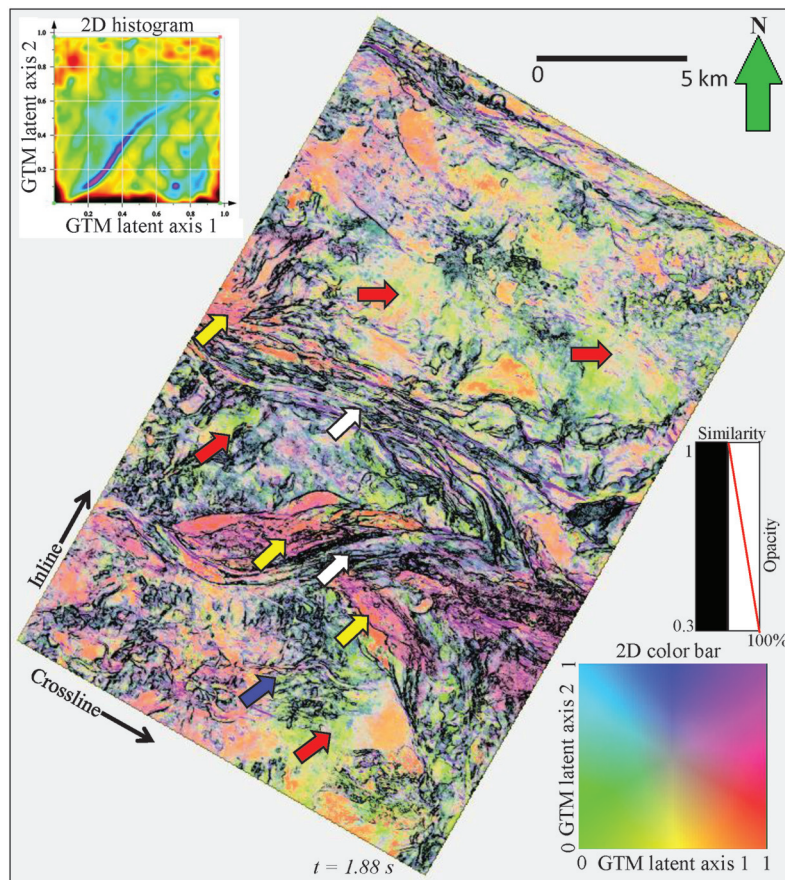 2D histogram
GTM latent axis 2
1.0
0.8
0.6
0.4
0.2
0.2 0.4 0.6 0.8 1.0
GTM latent axis 1
N
0 5 km
Inline
Crossline
Similarity
1
0.3
Opacity
100%
2D color bar
1
GTM latent axis 2
0
0 GTM latent axis 1 1
t = 1.88 s